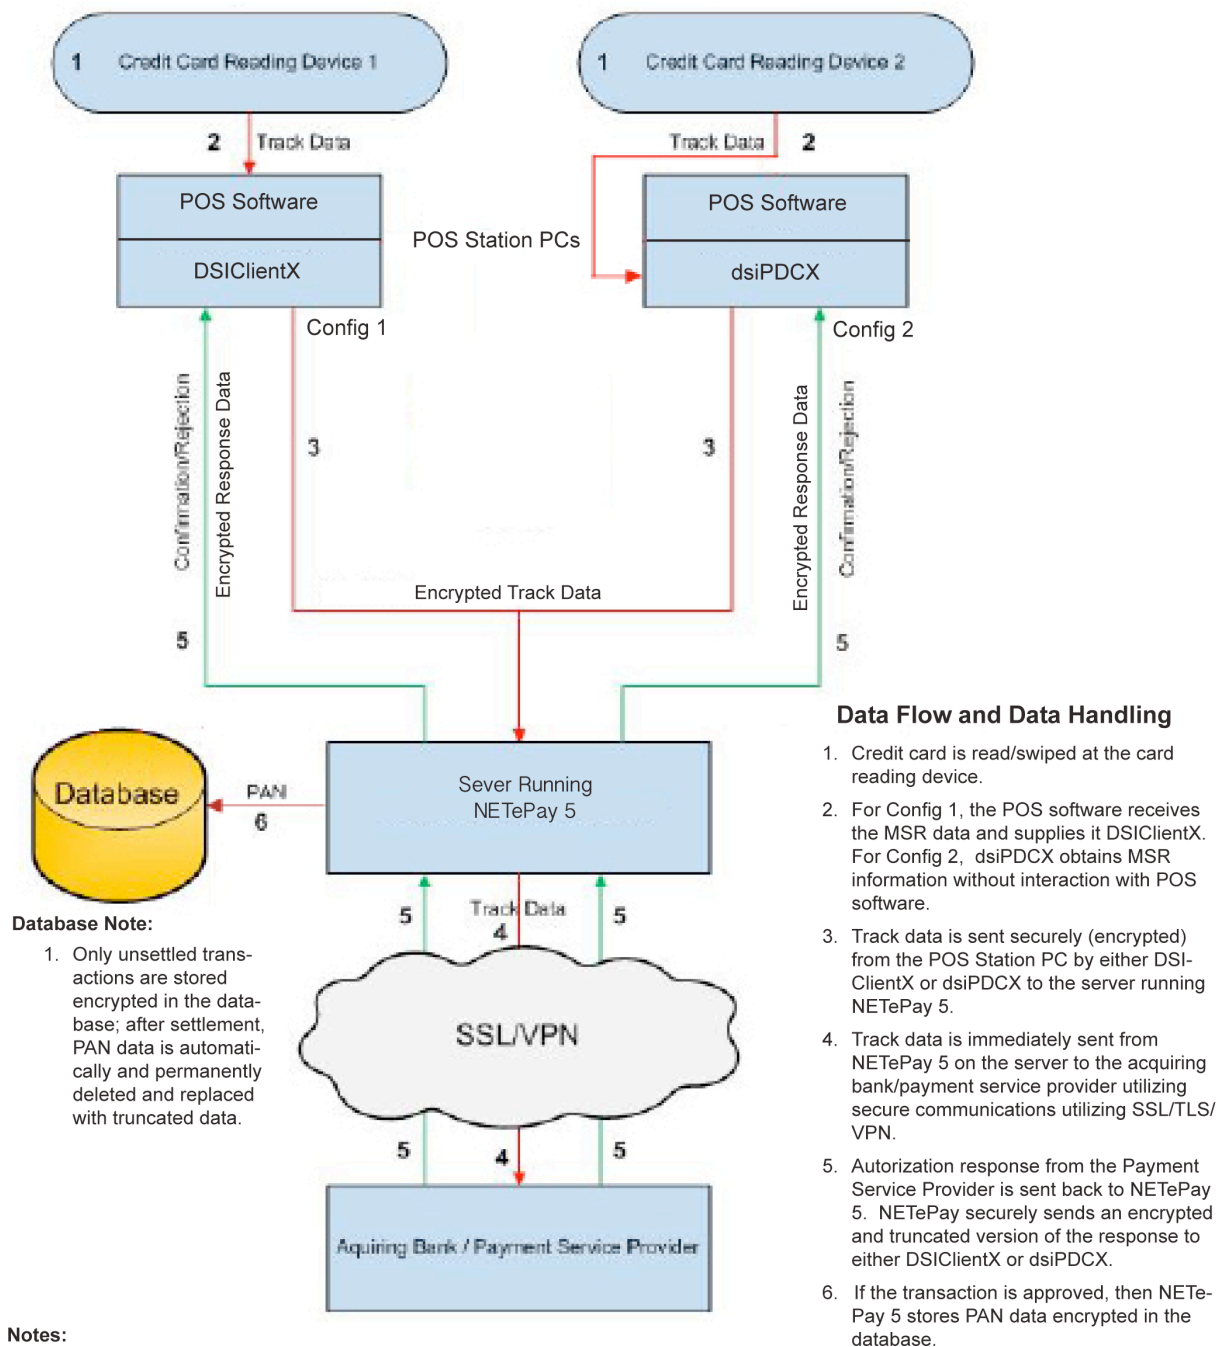 1 Credit Card Reading Device 1
1 Credit Card Reading Device 2
2 Track Data
Track Data 2
POS Software
DSIClientX
POS Station PCs
POS Software
dsiPDCX
Config 1
Config 2
Confirmation/Rejection
Encrypted Response Data
3
3
Encrypted Response Data
Confirmation/Rejection
Encrypted Track Data
5
5
Database
PAN
6
Sever Running
NETePay 5
5
Track Data
4
5
SSL/VPN
5
4
5
Aquiring Bank / Payment Service Provider
Database Note:
1. Only unsettled trans-
actions are stored
encrypted in the data-
base; after settlement,
PAN data is automati-
cally and permanently
deleted and replaced
with truncated data.
Notes:
Data Flow and Data Handling
1. Credit card is read/swiped at the card
reading device.
2. For Config 1, the POS software receives
the MSR data and supplies it DSIClientX.
For Config 2, dsiPDCX obtains MSR
information without interaction with POS
software.
3. Track data is sent securely (encrypted)
from the POS Station PC by either DSI-
ClientX or dsiPDCX to the server running
NETePay 5.
4. Track data is immediately sent from
NETePay 5 on the server to the acquiring
bank/payment service provider utilizing
secure communications utilizing SSL/TLS/
VPN.
5. Autorization response from the Payment
Service Provider is sent back to NETePay
5. NETePay securely sends an encrypted
and truncated version of the response to
either DSIClientX or dsiPDCX.
6. If the transaction is approved, then NETe-
Pay 5 stores PAN data encrypted in the
database.